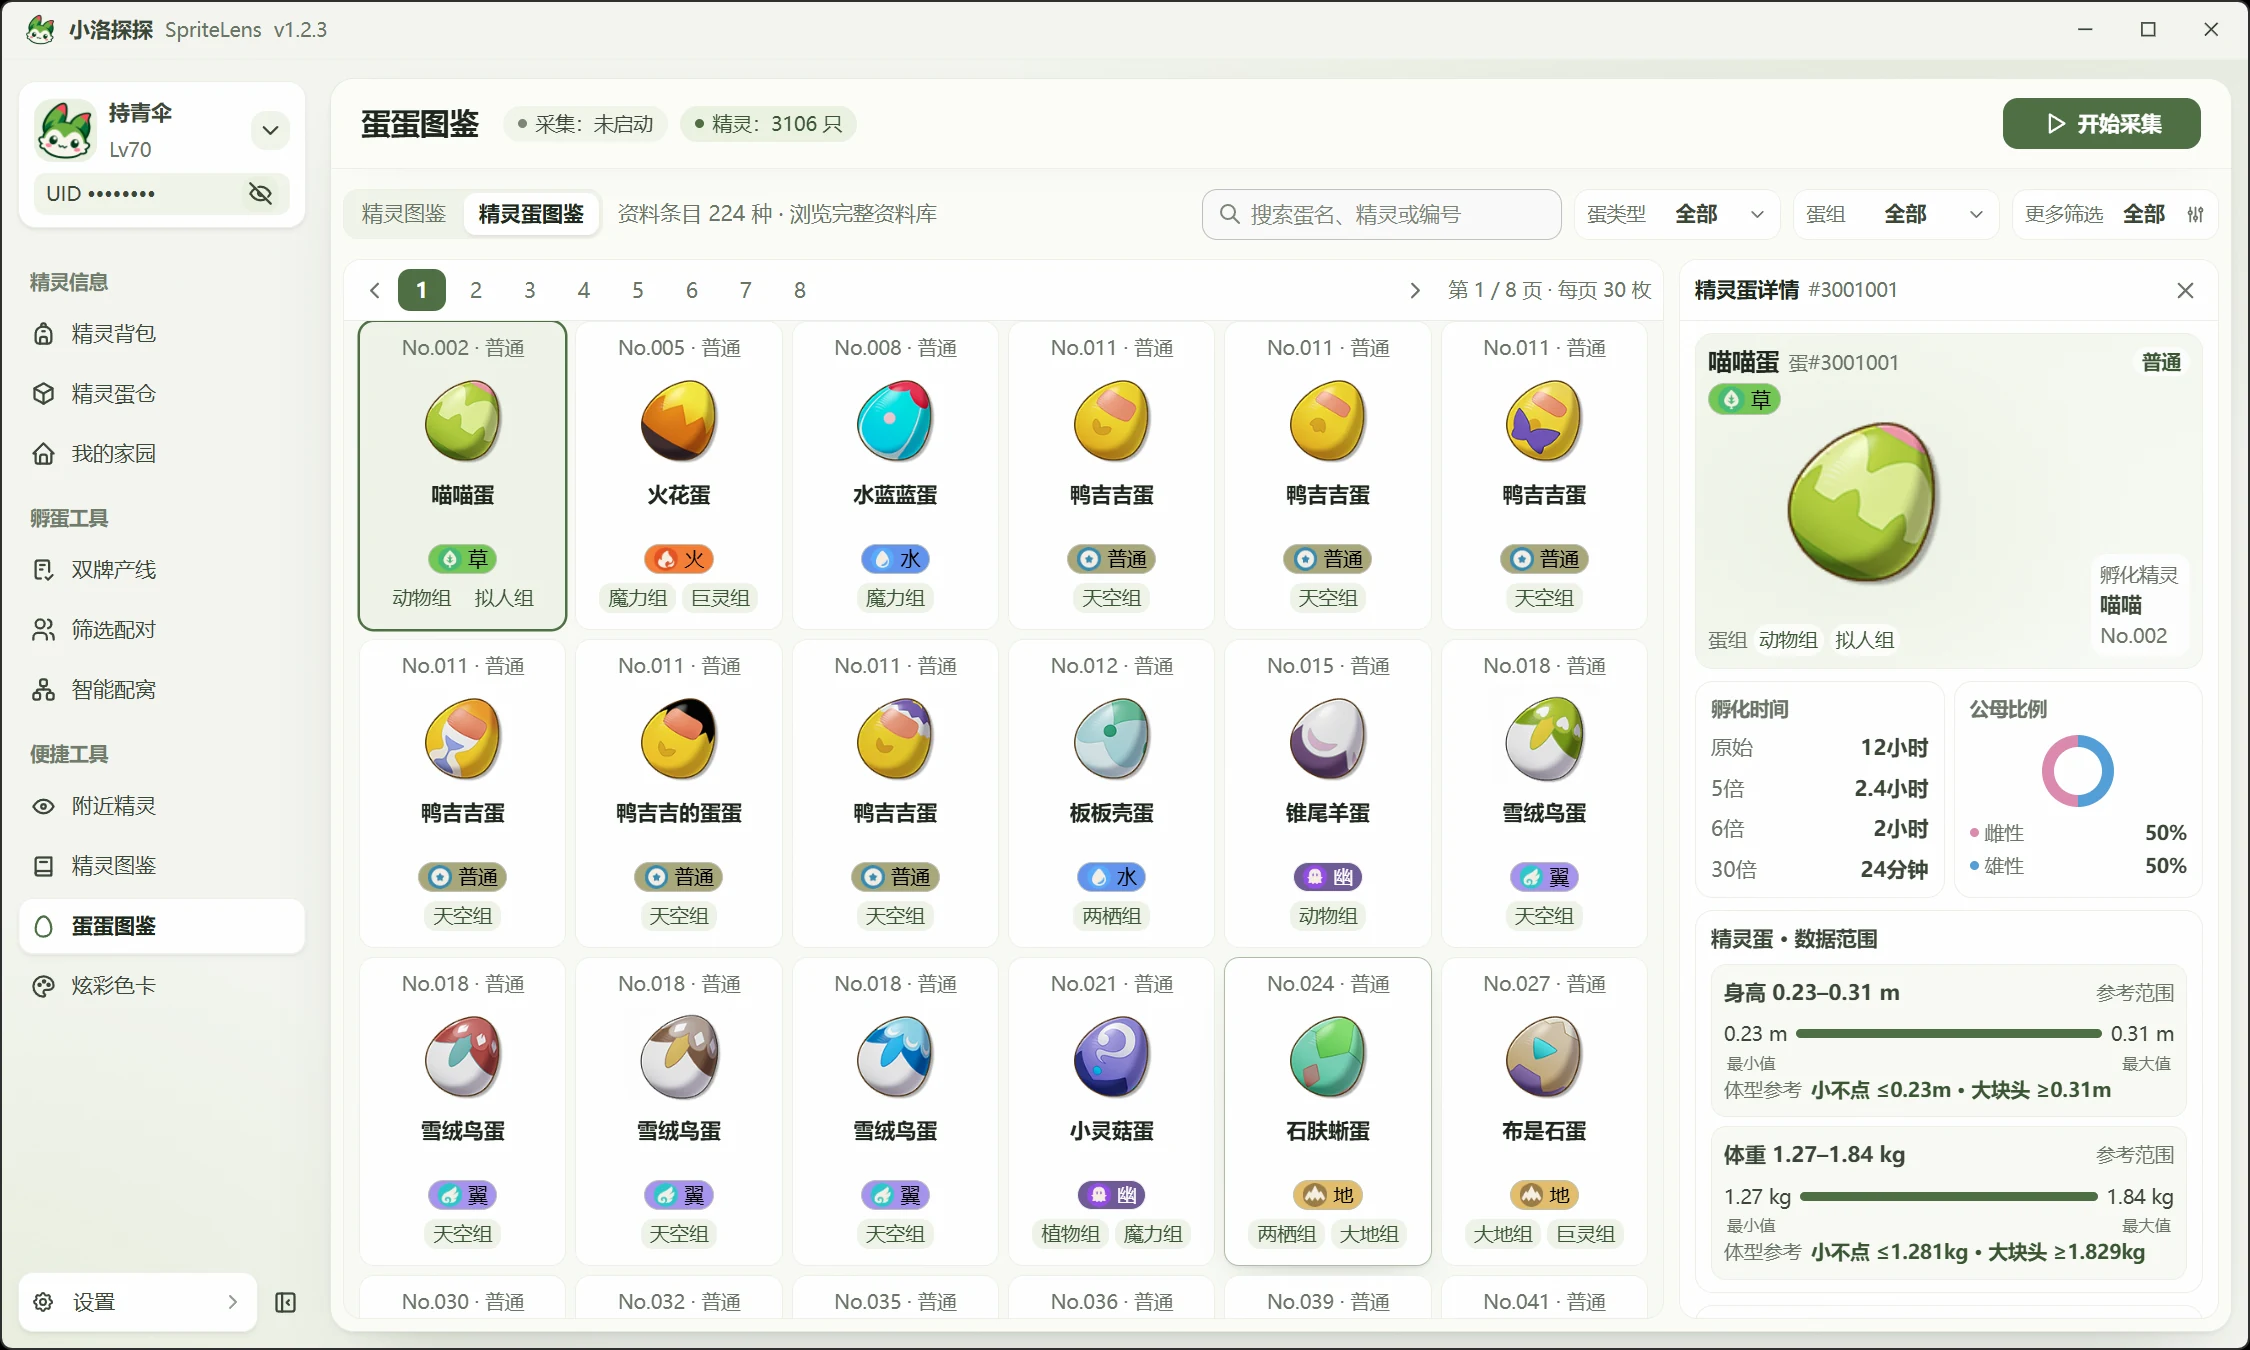 小洛探探 SpriteLens v1.2.3
持青伞
Lv70
UID ••••••••
精灵信息
精灵背包
精灵蛋仓
我的家园
孵蛋工具
双牌产线
筛选配对
智能配窝
便捷工具
附近精灵
精灵图鉴
蛋蛋图鉴
炫彩色卡
设置
蛋蛋图鉴 采集：未启动 精灵：3106 只 开始采集
精灵图鉴 精灵蛋图鉴 资料条目 224 种 · 浏览完整资料库 搜索蛋名、精灵或编号 蛋类型 全部 蛋组 全部 更多筛选 全部
1 2 3 4 5 6 7 8 第 1 / 8 页 · 每页 30 枚
No.002 · 普通 No.005 · 普通 No.008 · 普通 No.011 · 普通 No.011 · 普通 No.011 · 普通
喵喵蛋 火花蛋 水蓝蓝蛋 鸭吉吉蛋 鸭吉吉蛋 鸭吉吉蛋
草 火 水 普通 普通 普通
动物组 拟人组 魔力组 巨灵组 魔力组 天空组 天空组 天空组
No.011 · 普通 No.011 · 普通 No.011 · 普通 No.012 · 普通 No.015 · 普通 No.018 · 普通
鸭吉吉蛋 鸭吉吉的蛋蛋 鸭吉吉蛋 板板壳蛋 锥尾羊蛋 雪绒鸟蛋
普通 普通 普通 水 幽 翼
天空组 天空组 天空组 两栖组 动物组 天空组
No.018 · 普通 No.018 · 普通 No.018 · 普通 No.021 · 普通 No.024 · 普通 No.027 · 普通
雪绒鸟蛋 雪绒鸟蛋 雪绒鸟蛋 小灵菇蛋 石肤蜥蛋 布是石蛋
翼 翼 翼 幽 地 地
天空组 天空组 天空组 植物组 魔力组 两栖组 大地组 大地组 巨灵组
No.030 · 普通 No.032 · 普通 No.035 · 普通 No.036 · 普通 No.039 · 普通 No.041 · 普通
精灵蛋详情 #3001001
喵喵蛋 蛋#3001001 普通
草
孵化精灵
喵喵
No.002
蛋组 动物组 拟人组
孵化时间
原始 12小时
5倍 2.4小时
6倍 2小时
30倍 24分钟
公母比例
雌性 50%
雄性 50%
精灵蛋 • 数据范围
身高 0.23–0.31 m 参考范围
0.23 m 0.31 m
最小值 最大值
体型参考 小不点 ≤0.23m • 大块头 ≥0.31m
体重 1.27–1.84 kg 参考范围
1.27 kg 1.84 kg
最小值 最大值
体型参考 小不点 ≤1.281kg • 大块头 ≥1.829kg